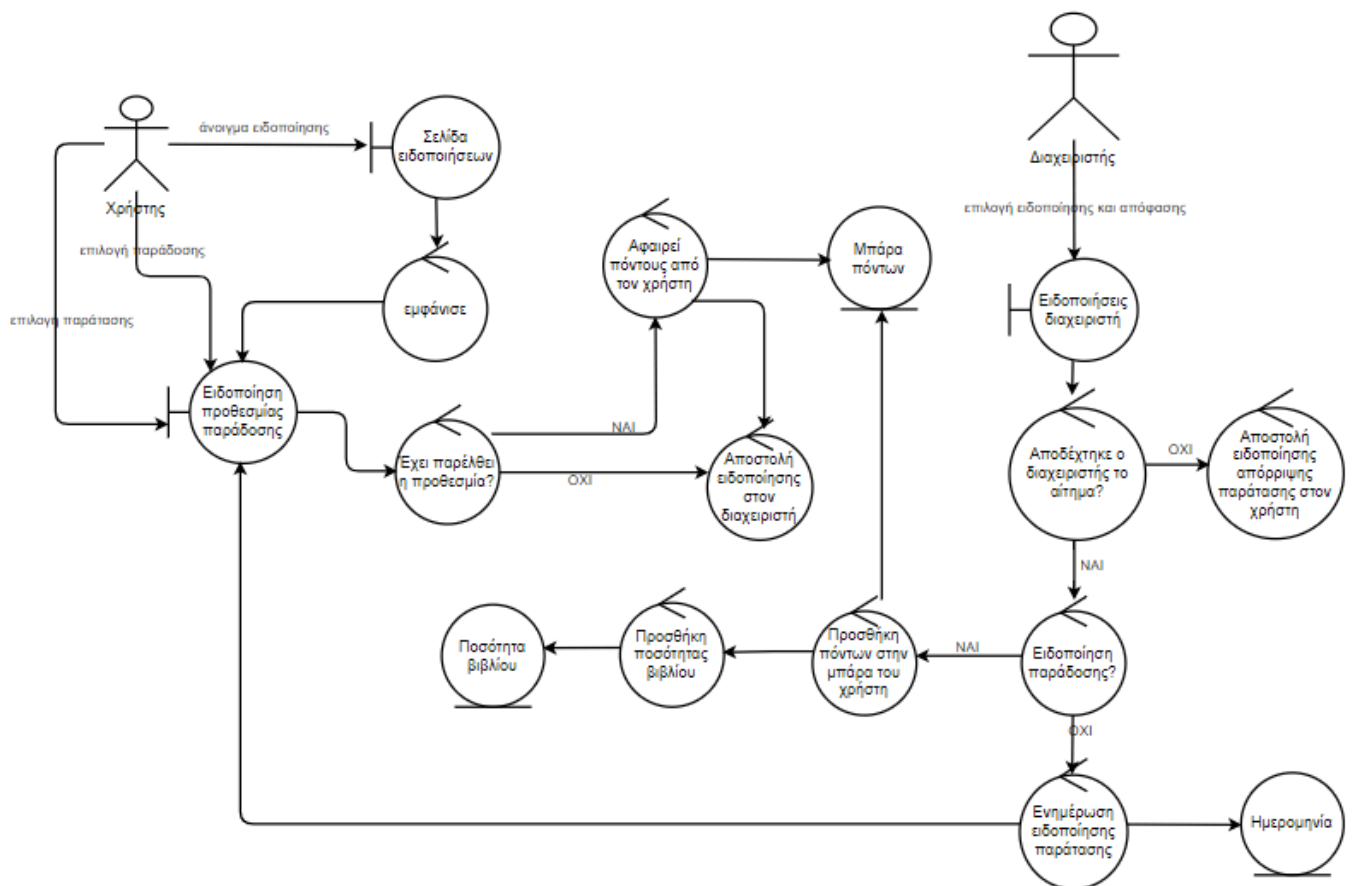 άνοιγμα ειδοποίησης
Σελίδα
ειδοποιήσεων
Διαχειριστής
Χρήστης
επιλογή ειδοποίησης και απόφασης
επιλογή παράδοσης
Αφαιρεί
πόντους από
τον χρήστη
Μπάρα
πόντων
εμφάνισε
Ειδοποιήσεις
διαχειριστή
επιλογη παράτασης
Ειδοποίηση
προθεσμίας
παράδοσης
ΝΑΙ
Έχει παρέλθει
η προθεσμία?
ΟΧΙ
Αποστολή
ειδοποίησης
στον
διαχειριστή
Αποδέχτηκε ο
διαχειριστής το
αίτημα?
ΟΧΙ
Αποστολή
ειδοποίησης
απόρριψης
παράτασης στον
χρήστη
ΝΑΙ
Ποσότητα
βιβλίου
Προσθήκη
ποσότητας
βιβλίου
Προσθήκη
πόντων στην
μπάρα του
χρήστη
ΝΑΙ
Ειδοποίηση
παράδοσης?
ΟΧΙ
Ενημέρωση
ειδοποίησης
παράτασης
Ημερομηνία